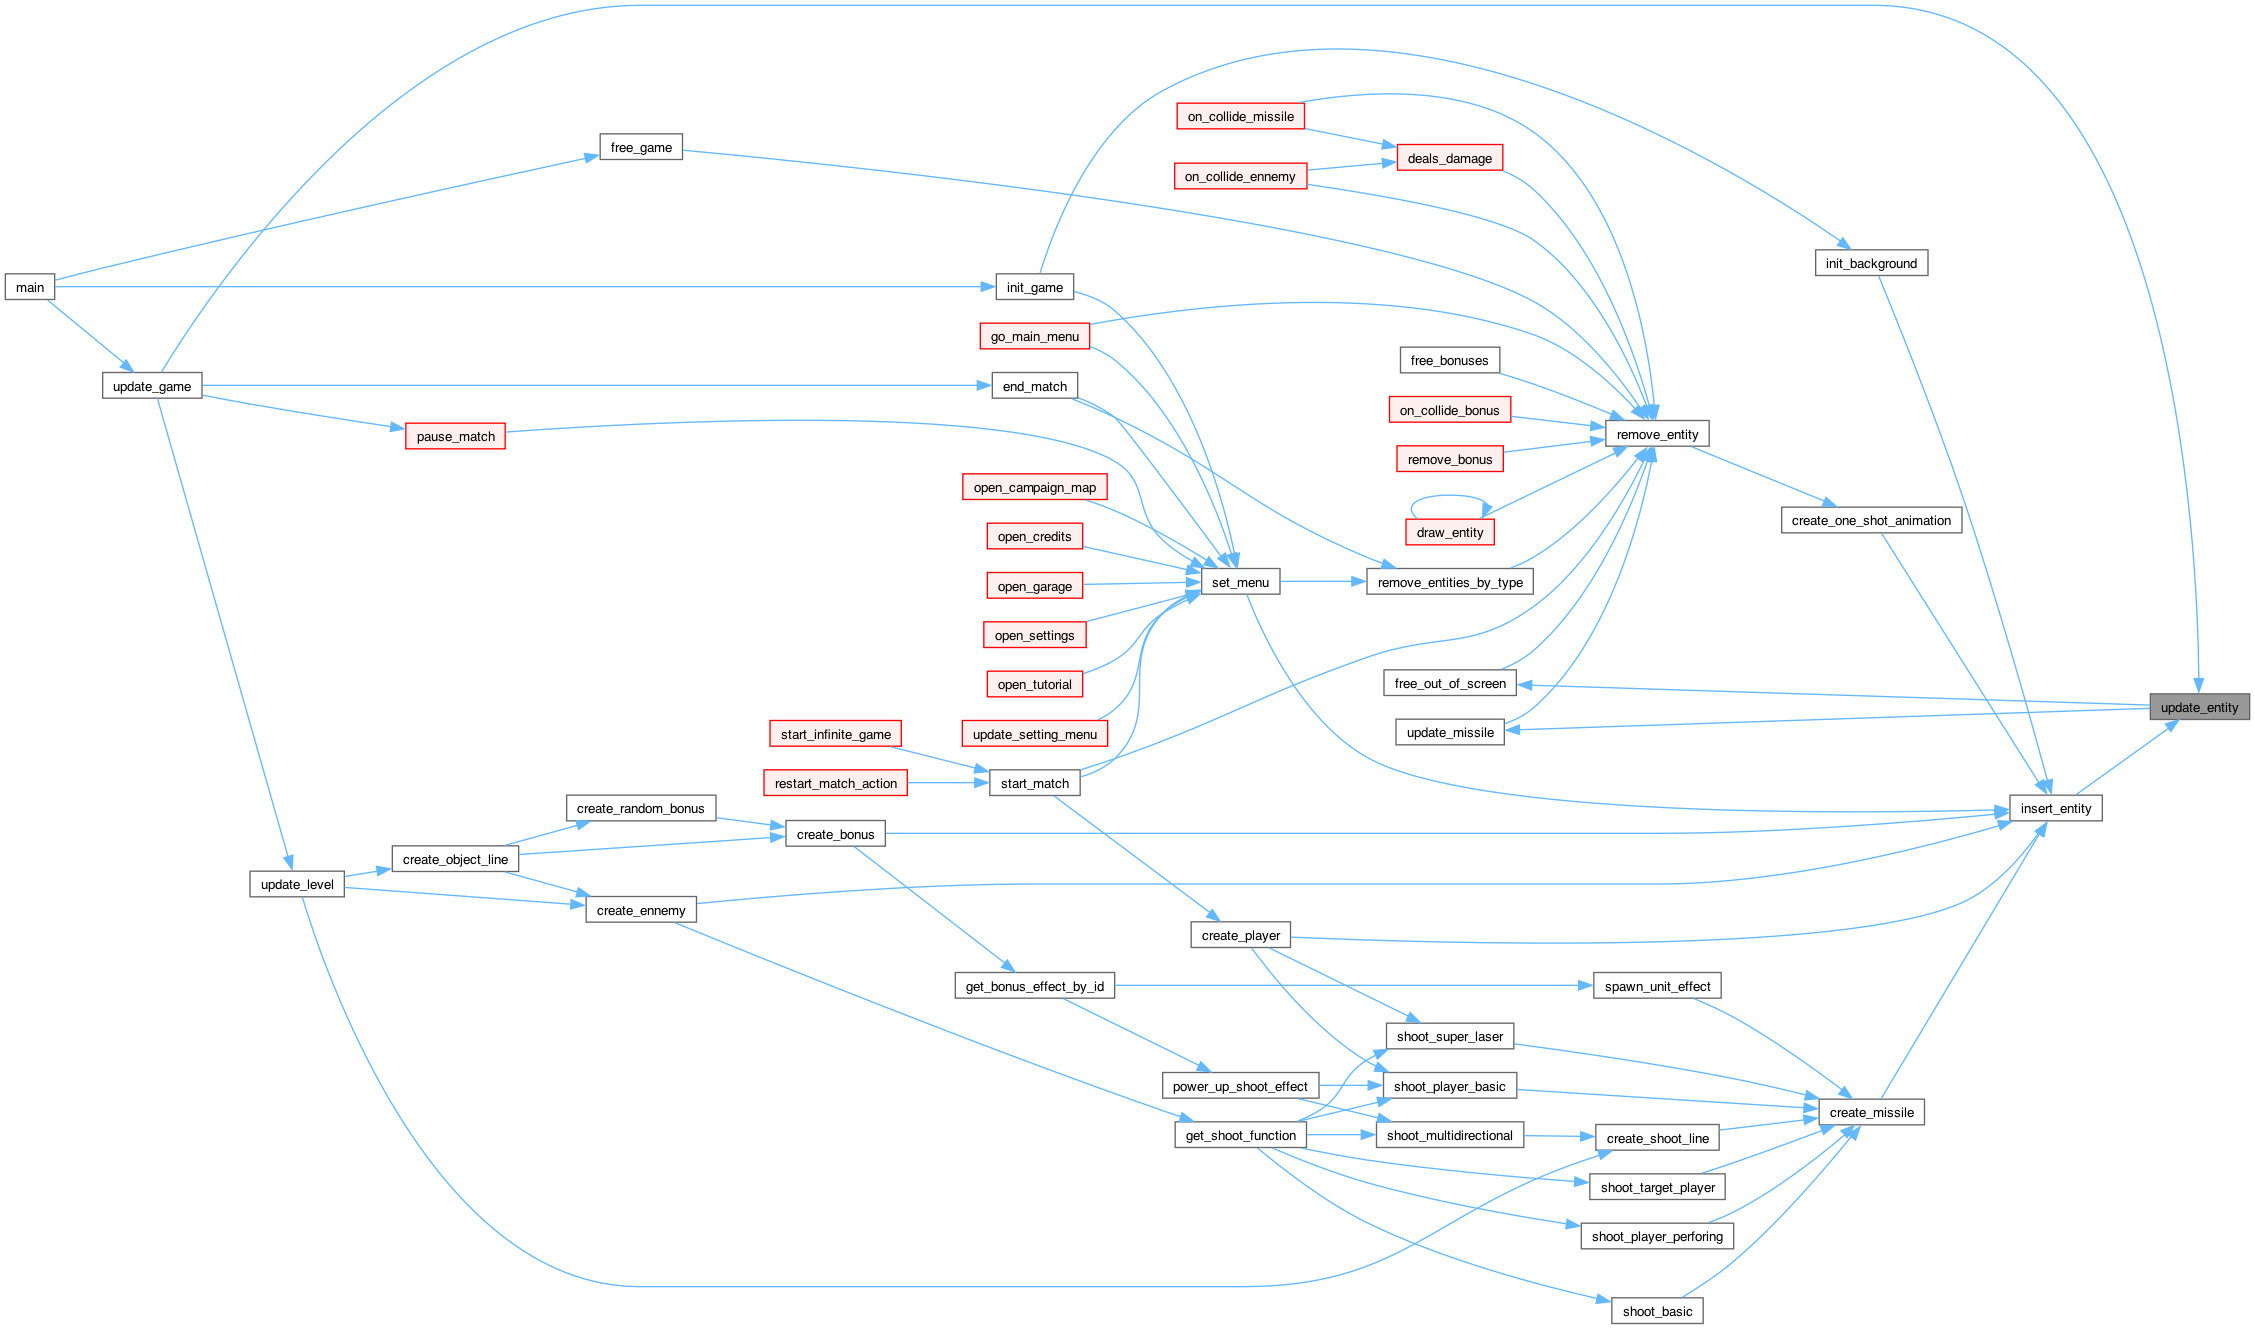 main
free_game
update_game
pause_match
update_level
create_object_line
create_random_bonus
create_ennemy
create_bonus
start_infinite_game
restart_match_action
init_game
go_main_menu
end_match
open_campaign_map
open_credits
open_garage
open_settings
open_tutorial
update_setting_menu
start_match
get_bonus_effect_by_id
on_collide_missile
on_collide_ennemy
set_menu
create_player
power_up_shoot_effect
get_shoot_function
deals_damage
free_bonuses
on_collide_bonus
remove_bonus
draw_entity
remove_entities_by_type
free_out_of_screen
update_missile
shoot_super_laser
shoot_player_basic
shoot_multidirectional
remove_entity
spawn_unit_effect
create_shoot_line
shoot_target_player
shoot_player_perforing
shoot_basic
init_background
create_one_shot_animation
create_missile
insert_entity
update_entity